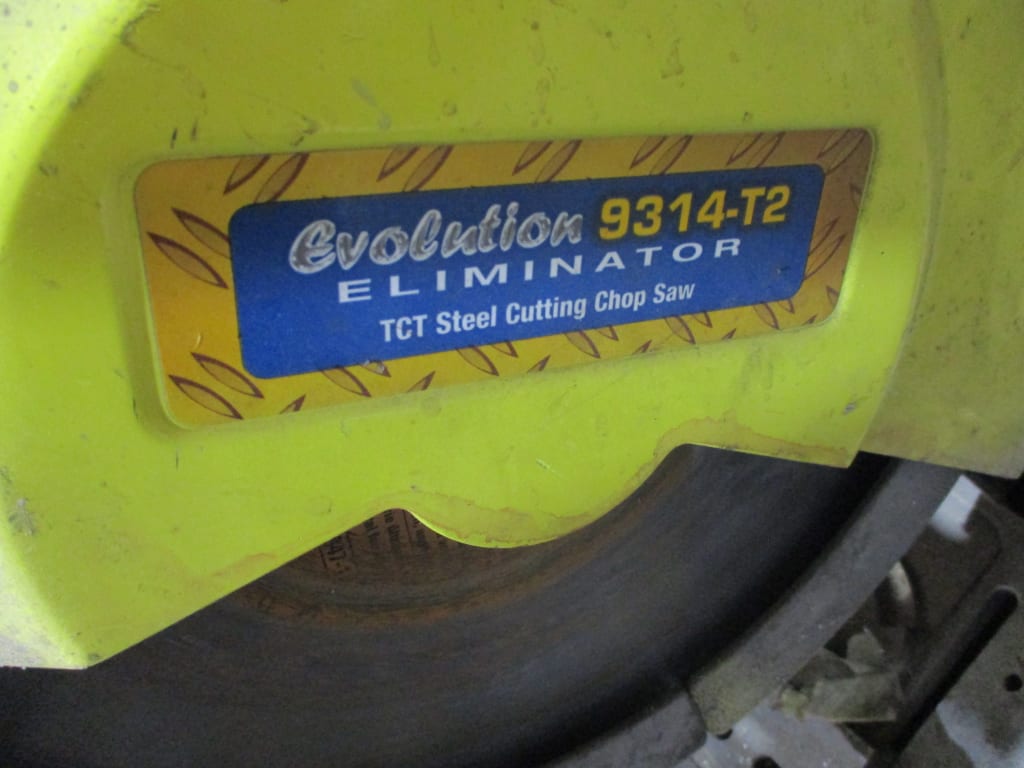 Evolution 9314-T2
ELIMINATOR
TCT Steel Cutting Chop Saw